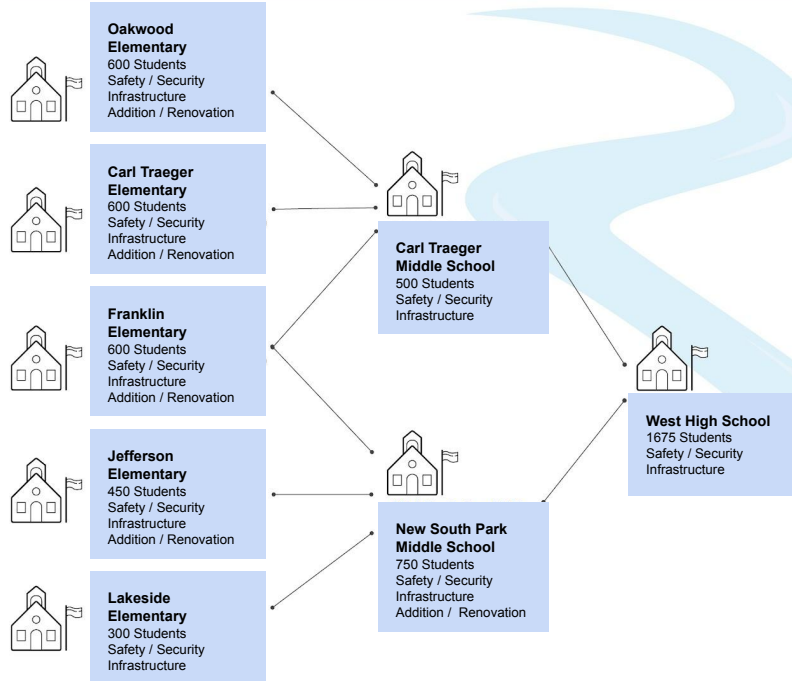 Oakwood
Elementary
600 Students
Safety / Security
Infrastructure
Addition / Renovation
Carl Traeger
Elementary
600 Students
Safety / Security
Infrastructure
Addition / Renovation
Franklin
Elementary
600 Students
Safety / Security
Infrastructure
Addition / Renovation
Jefferson
Elementary
450 Students
Safety / Security
Infrastructure
Addition / Renovation
Lakeside
Elementary
300 Students
Safety / Security
Infrastructure
Carl Traeger
Middle School
500 Students
Safety / Security
Infrastructure
New South Park
Middle School
750 Students
Safety / Security
Infrastructure
Addition /  Renovation
West High School
1675 Students
Safety / Security
Infrastructure